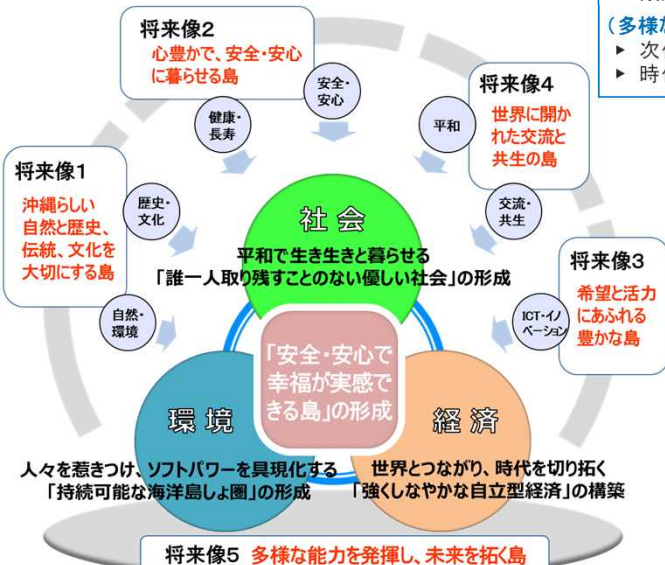 将来像2
心豊かで、安全・安心
に暮らせる島
(多様な
▶ 次
▶ 時
安全・
安心
健康・
長寿
平和
将来像4
世界に開か
れた交流と
共生の島
将来像1
沖縄らしい
自然と歴史、
伝統、文化を
大切にする島
歴史・
文化
交流・
共生
社会
平和で生き生きと暮らせる
「誰一人取り残すことのない優しい社会」の形成
将来像3
希望と活力
にあふれる
豊かな島
自然・
環境
ICT・イノ
ベーション
「安全・安心で
幸福が実感で
きる島」の形成
環境
経済
人々を惹きつけ、ソフトパワーを具現化する
「持続可能な海洋島しょ圏」の形成
世界とつながり、時代を切り拓く
「強くしなやかな自立型経済」の構築
将来像5 多様な能力を発揮し、未来を拓く島